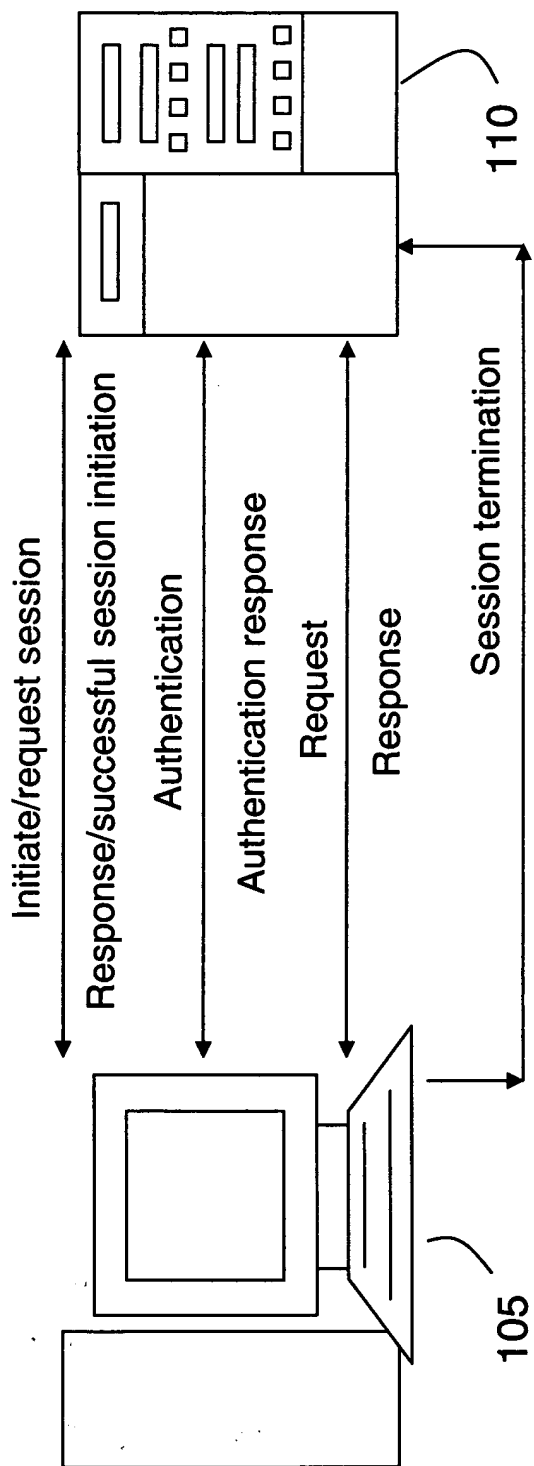 Initiate/request session
Response/successful session initiation
Authentication
Authentication response
Request
Response
Session termination
105
110